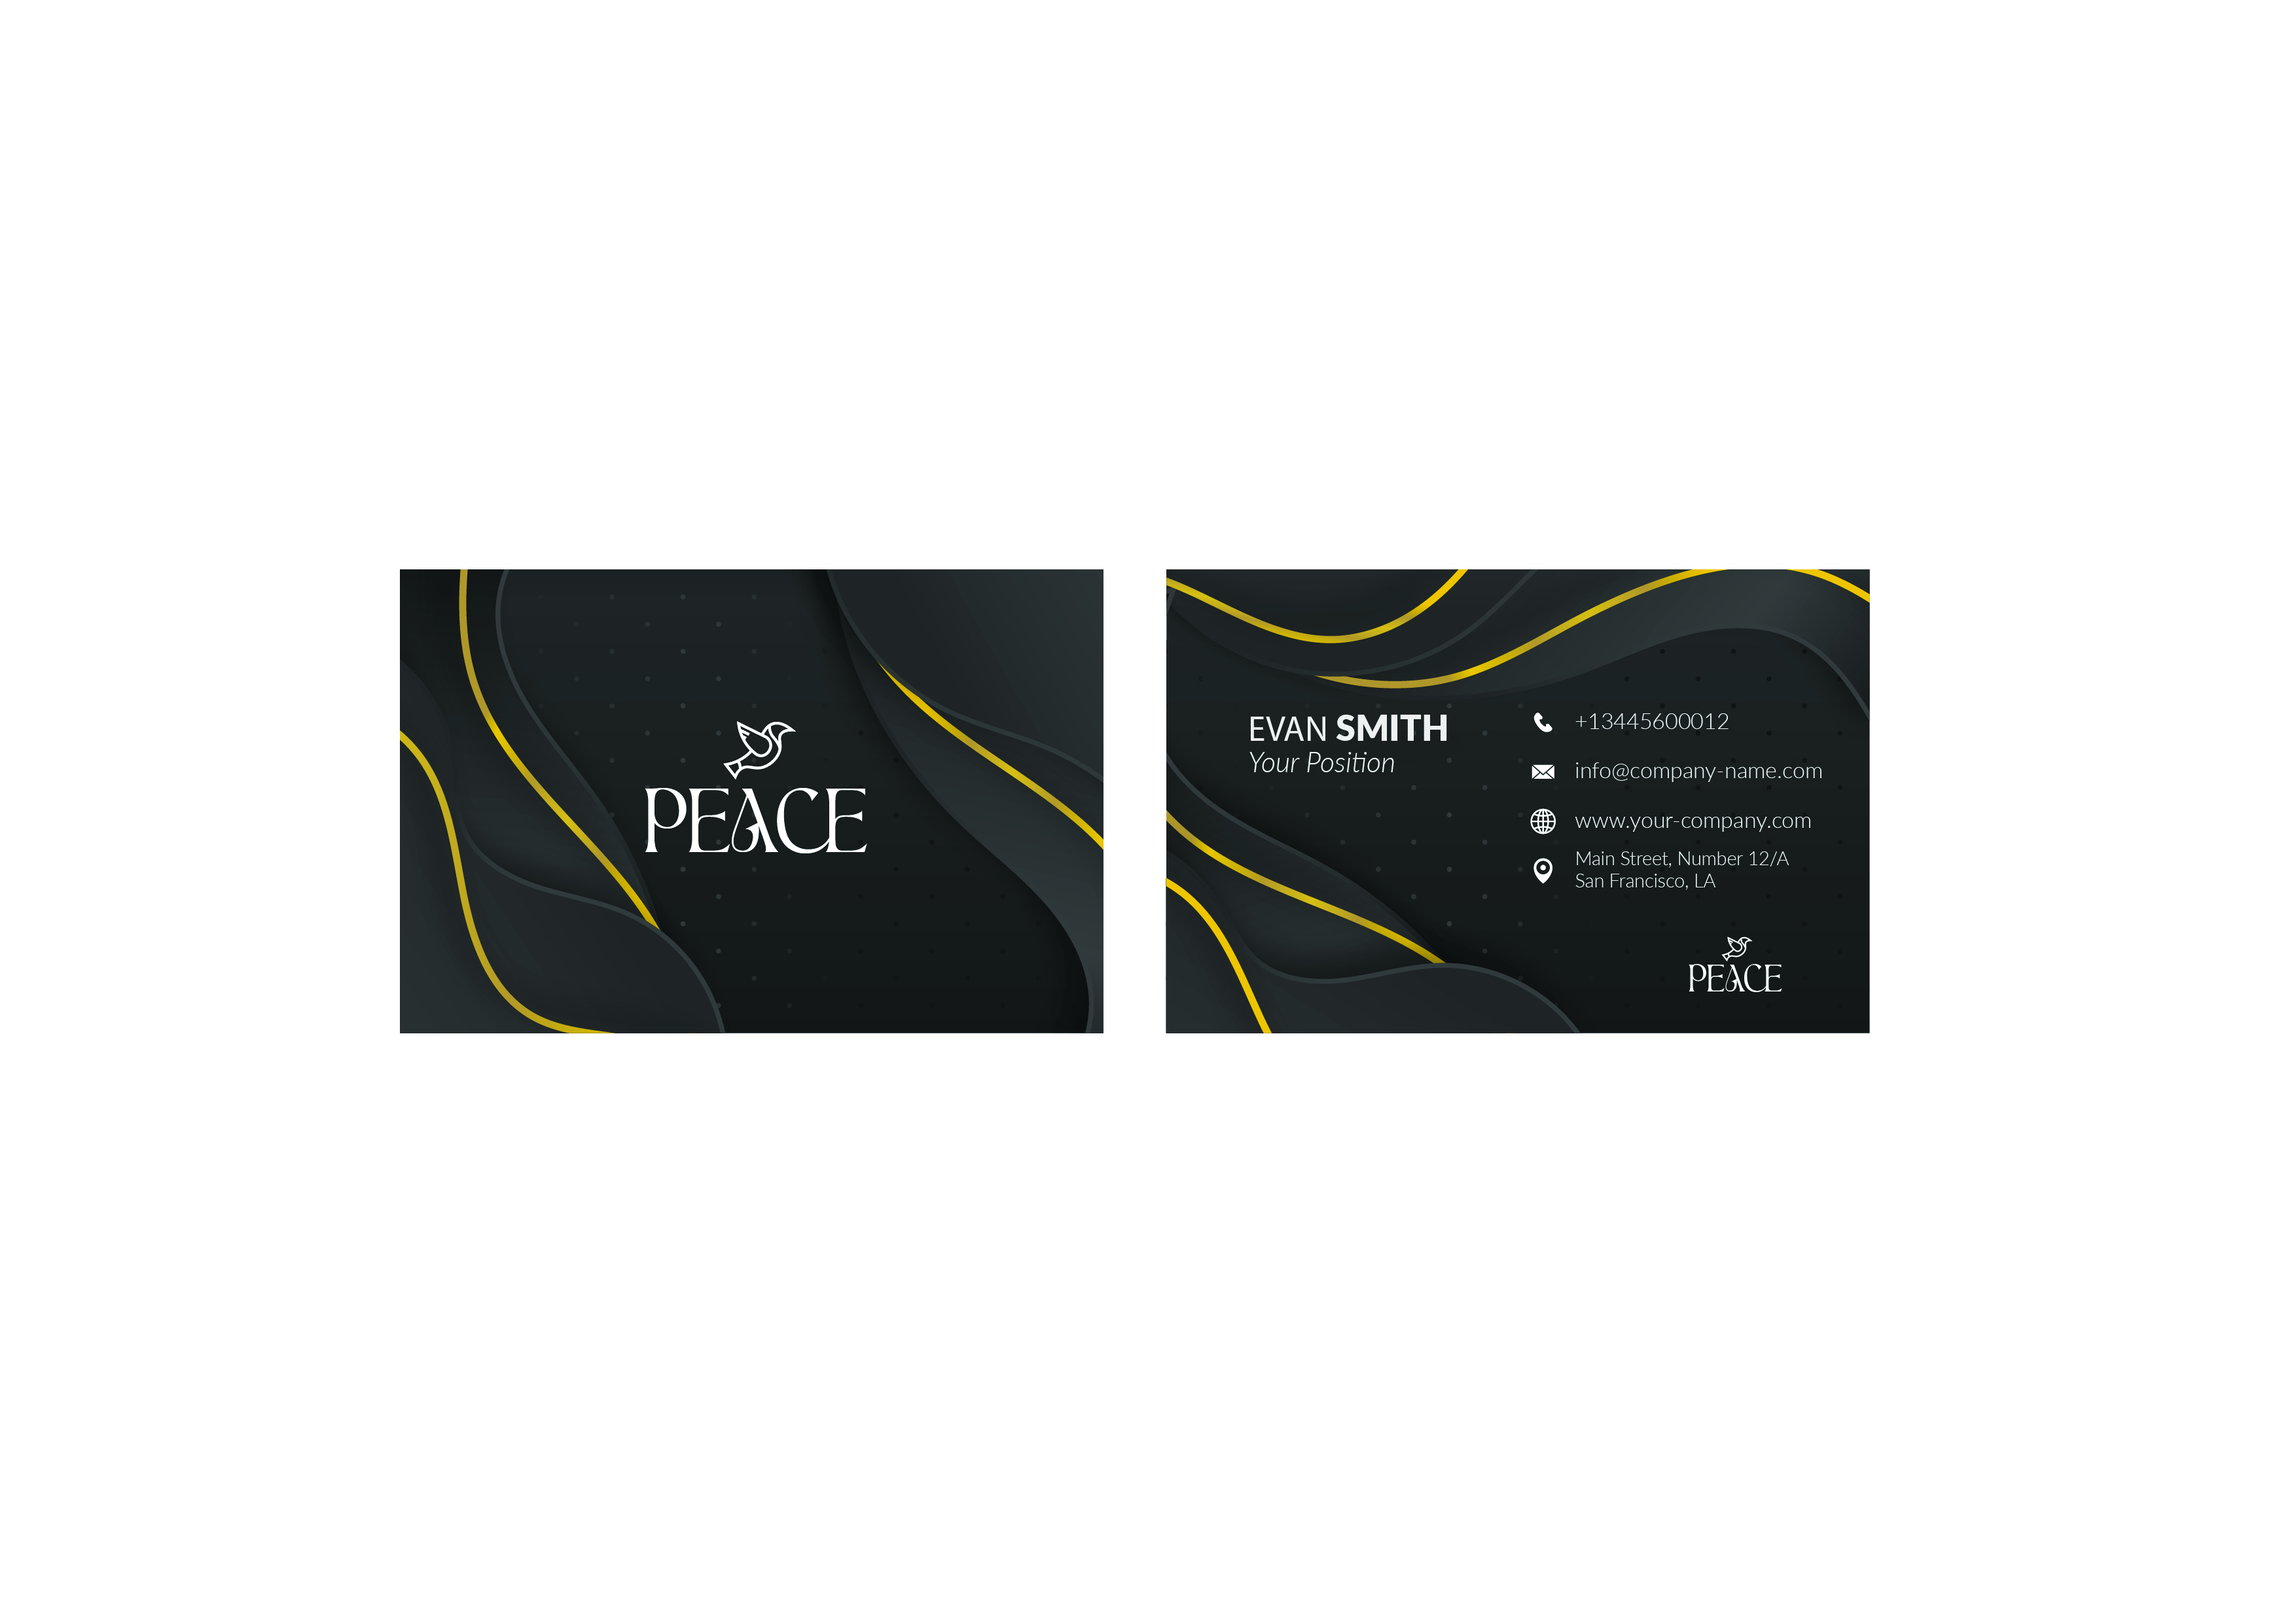 PEACE
EVAN SMITH
Your Position
+13445600012
info@company-name.com
www.your-company.com
Main Street, Number 12/A
San Francisco, LA
PEACE